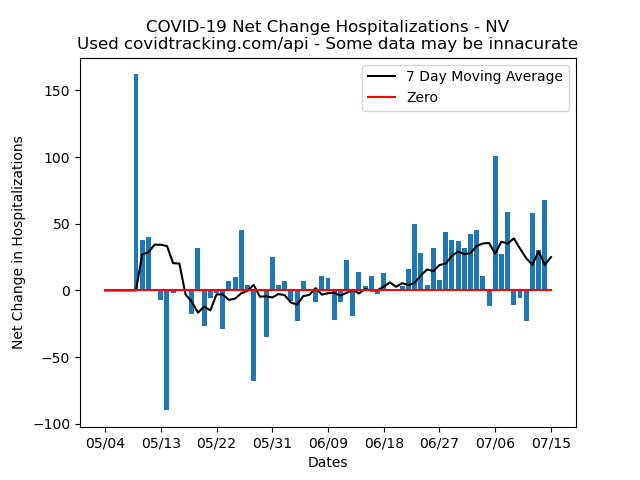 COVID-19 Net Change Hospitalizations - NV
Used covidtracking.com/api - Some data may be innacurate
7 Day Moving Average
Zero
Net Change in Hospitalizations
150
100
50
0
−50
−100
05/04 05/13 05/22 05/31 06/09 06/18 06/27 07/06 07/15
Dates